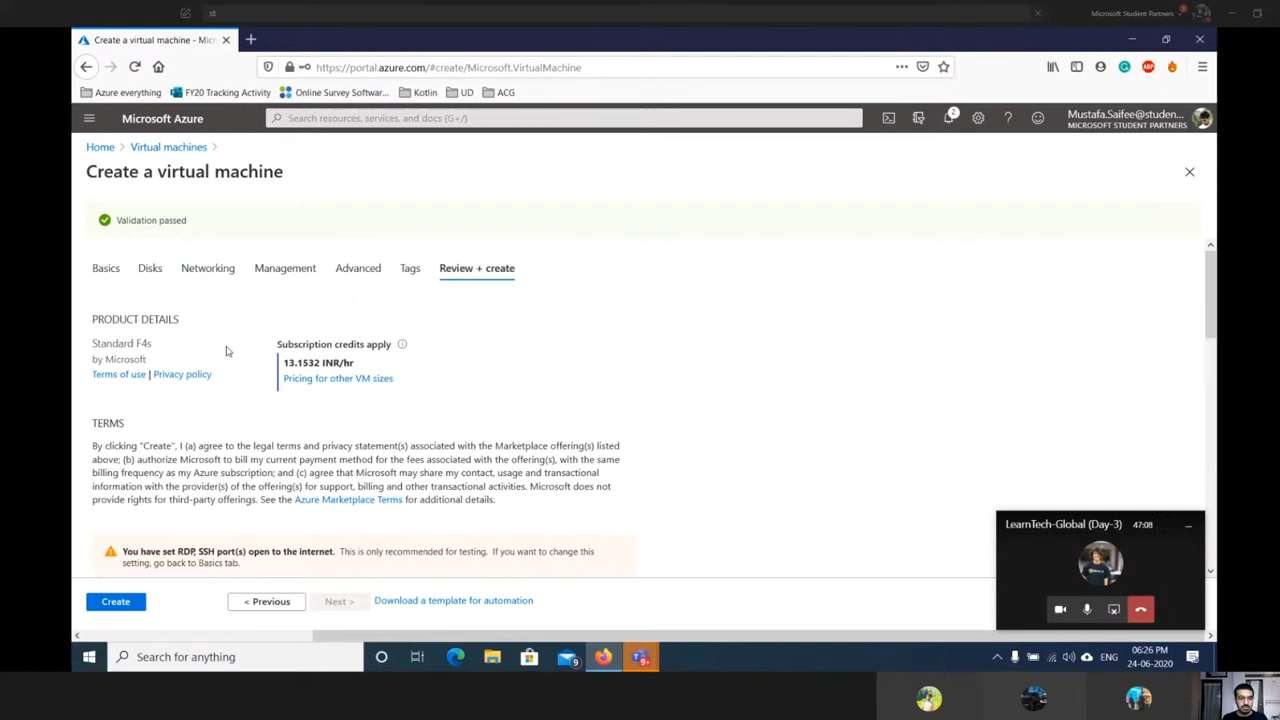 st
Microsoft Student Partners
Create a virtual machine - Micr
https://portal.azure.com/#create/Microsoft.VirtualMachine
Azure everything
FY20 Tracking Activity
Online Survey Softwar...
Kotlin
UD
ACG
Microsoft Azure
Search resources, services, and docs (G+/)
2
Mustafa.Saifee@studen...
MICROSOFT STUDENT PARTNERS
Home > Virtual machines >
Create a virtual machine
Validation passed
Basics Disks Networking Management Advanced Tags Review + create
PRODUCT DETAILS
Standard F4s
by Microsoft
Terms of use | Privacy policy
Subscription credits apply
13.1532 INR/hr
Pricing for other VM sizes
TERMS
By clicking "Create", I (a) agree to the legal terms and privacy statement(s) associated with the Marketplace offering(s) listed
above; (b) authorize Microsoft to bill my current payment method for the fees associated with the offering(s), with the same
billing frequency as my Azure subscription; and (c) agree that Microsoft may share my contact, usage and transactional
information with the provider(s) of the offering(s) for support, billing and other transactional activities. Microsoft does not
provide rights for third-party offerings. See the Azure Marketplace Terms for additional details.
You have set RDP, SSH port(s) open to the internet. This is only recommended for testing. If you want to change this
setting, go back to Basics tab.
Create
< Previous
Next >
Download a template for automation
LearnTech-Global (Day-3) 47:08
Search for anything
9
9+
ENG
06:26 PM
24-06-2020